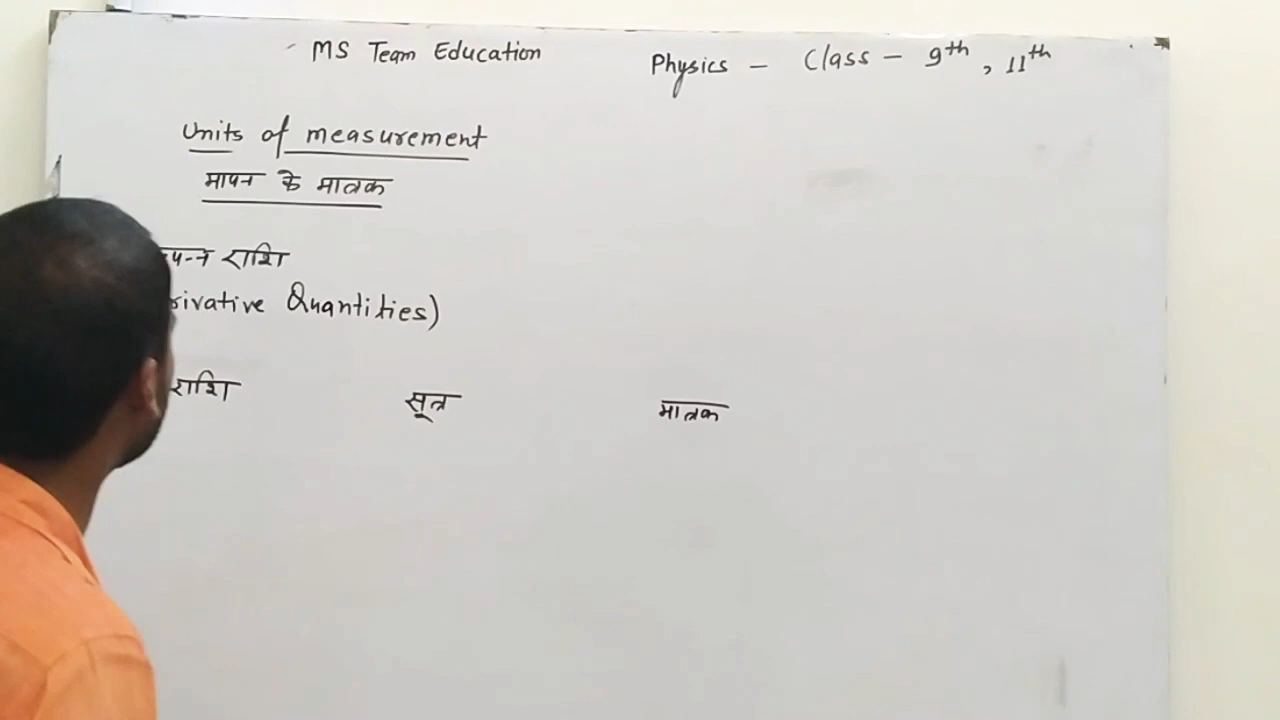 MS Team Education Physics - Class - 9th, 11th
Units of measurement
मापन के मात्रक
राशि
Quantities)
राशि सूत्र मात्रक